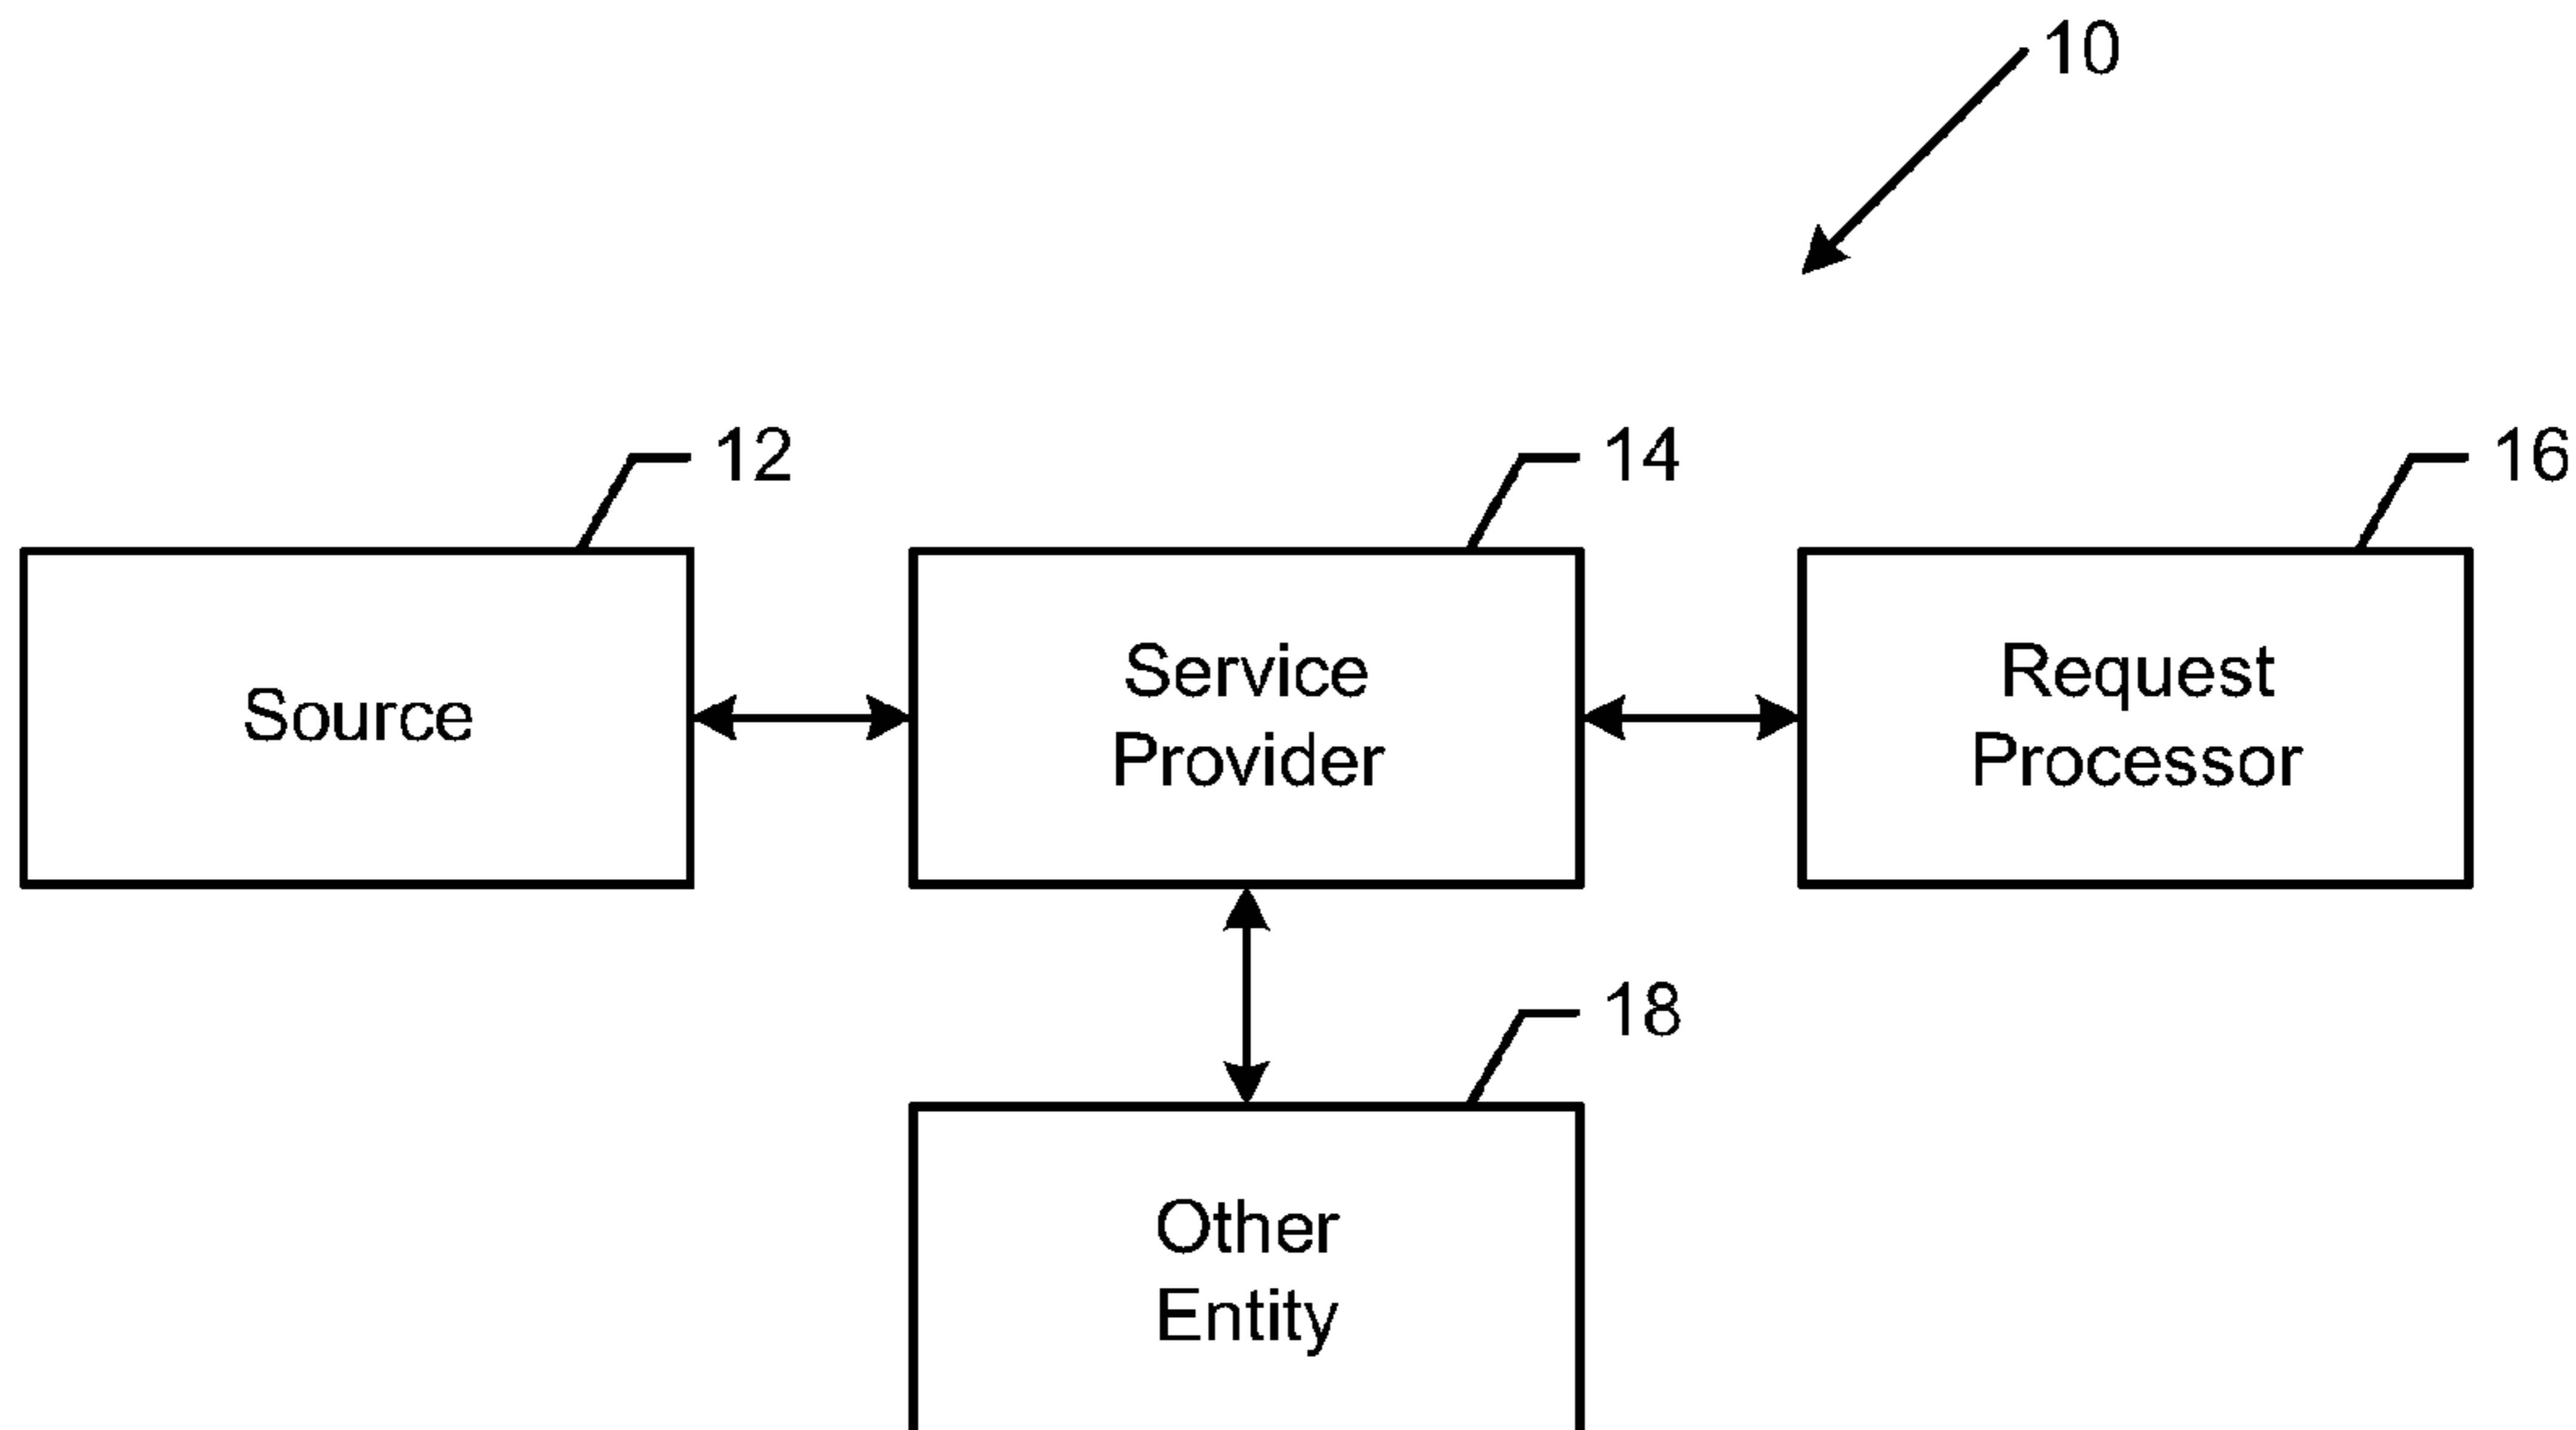 10
12
14
16
Source
Service
Provider
Request
Processor
18
Other
Entity